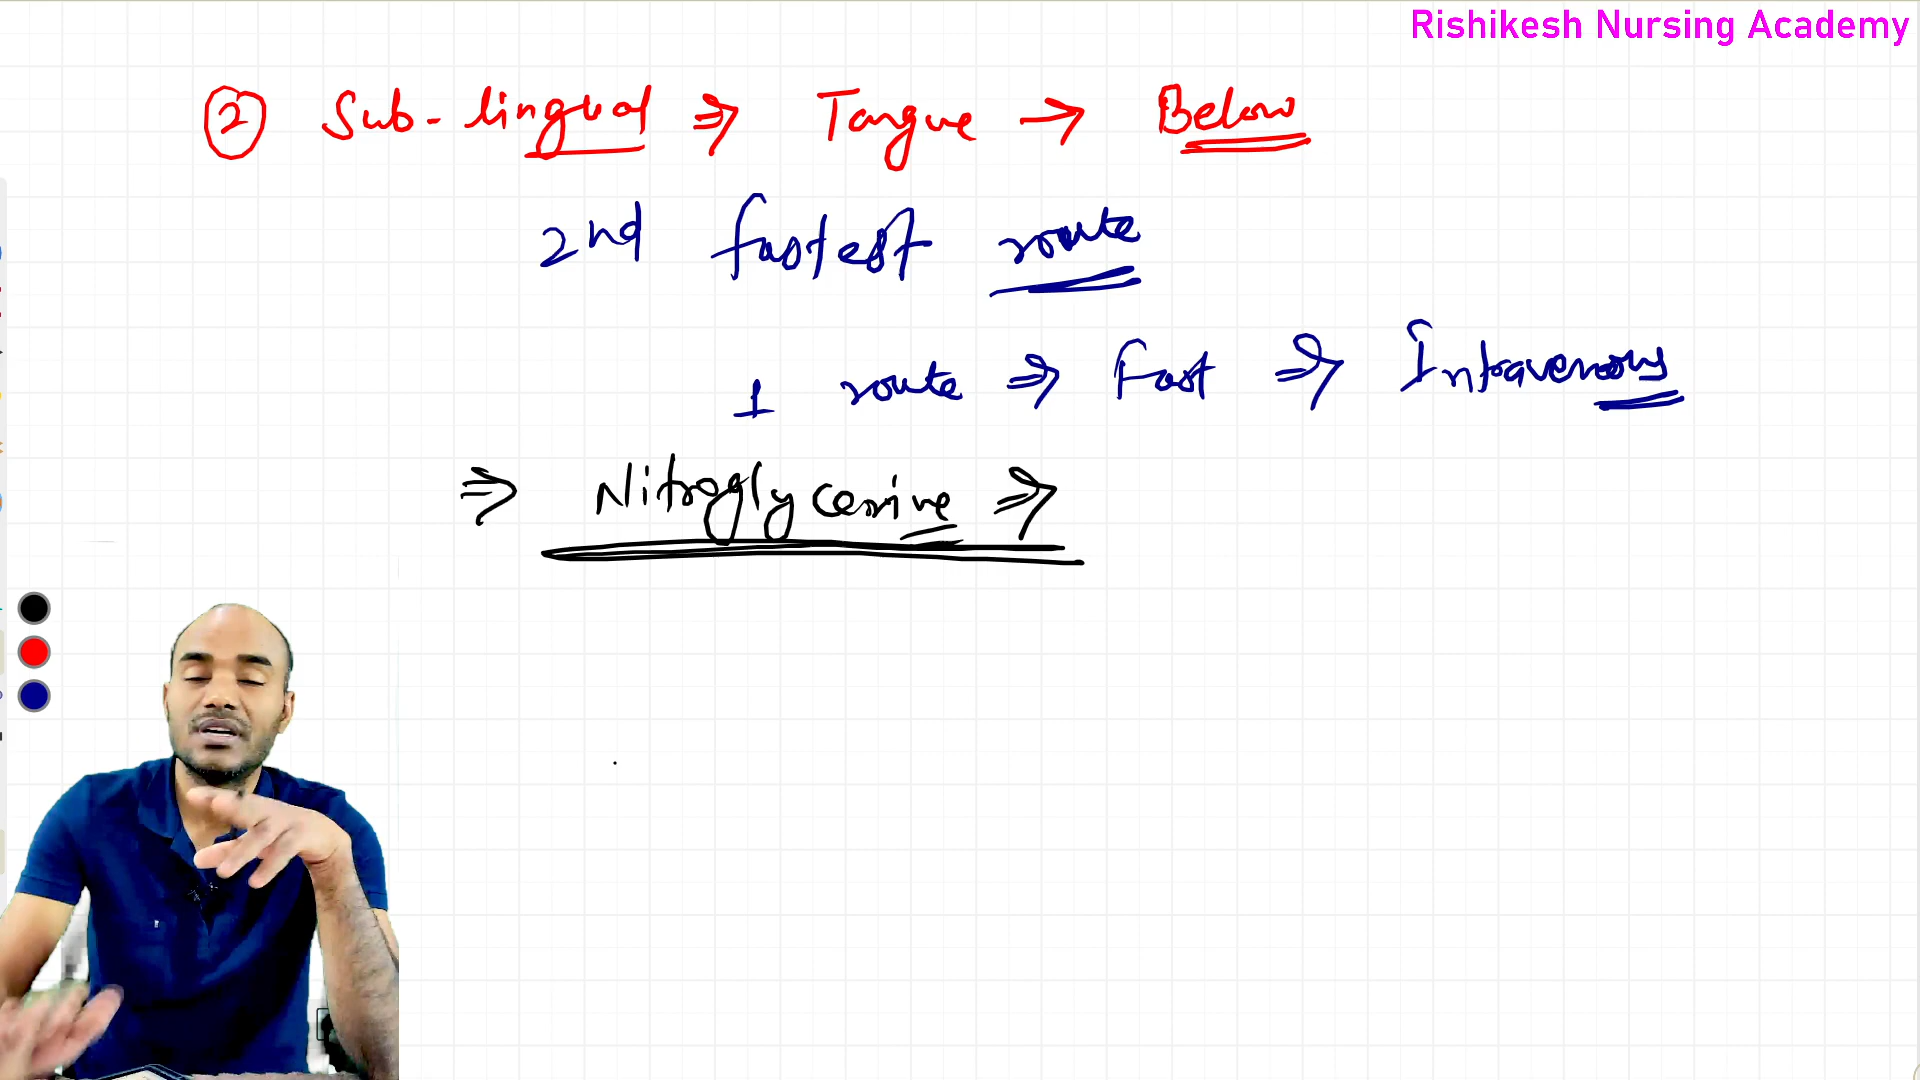 Rishikesh Nursing Academy
② Sub-lingual ⇒ Tongue → Below
2nd fastest route
1 route ⇒ Fast ⇒ Intravenous
⇒ Nitroglycerine ⇒